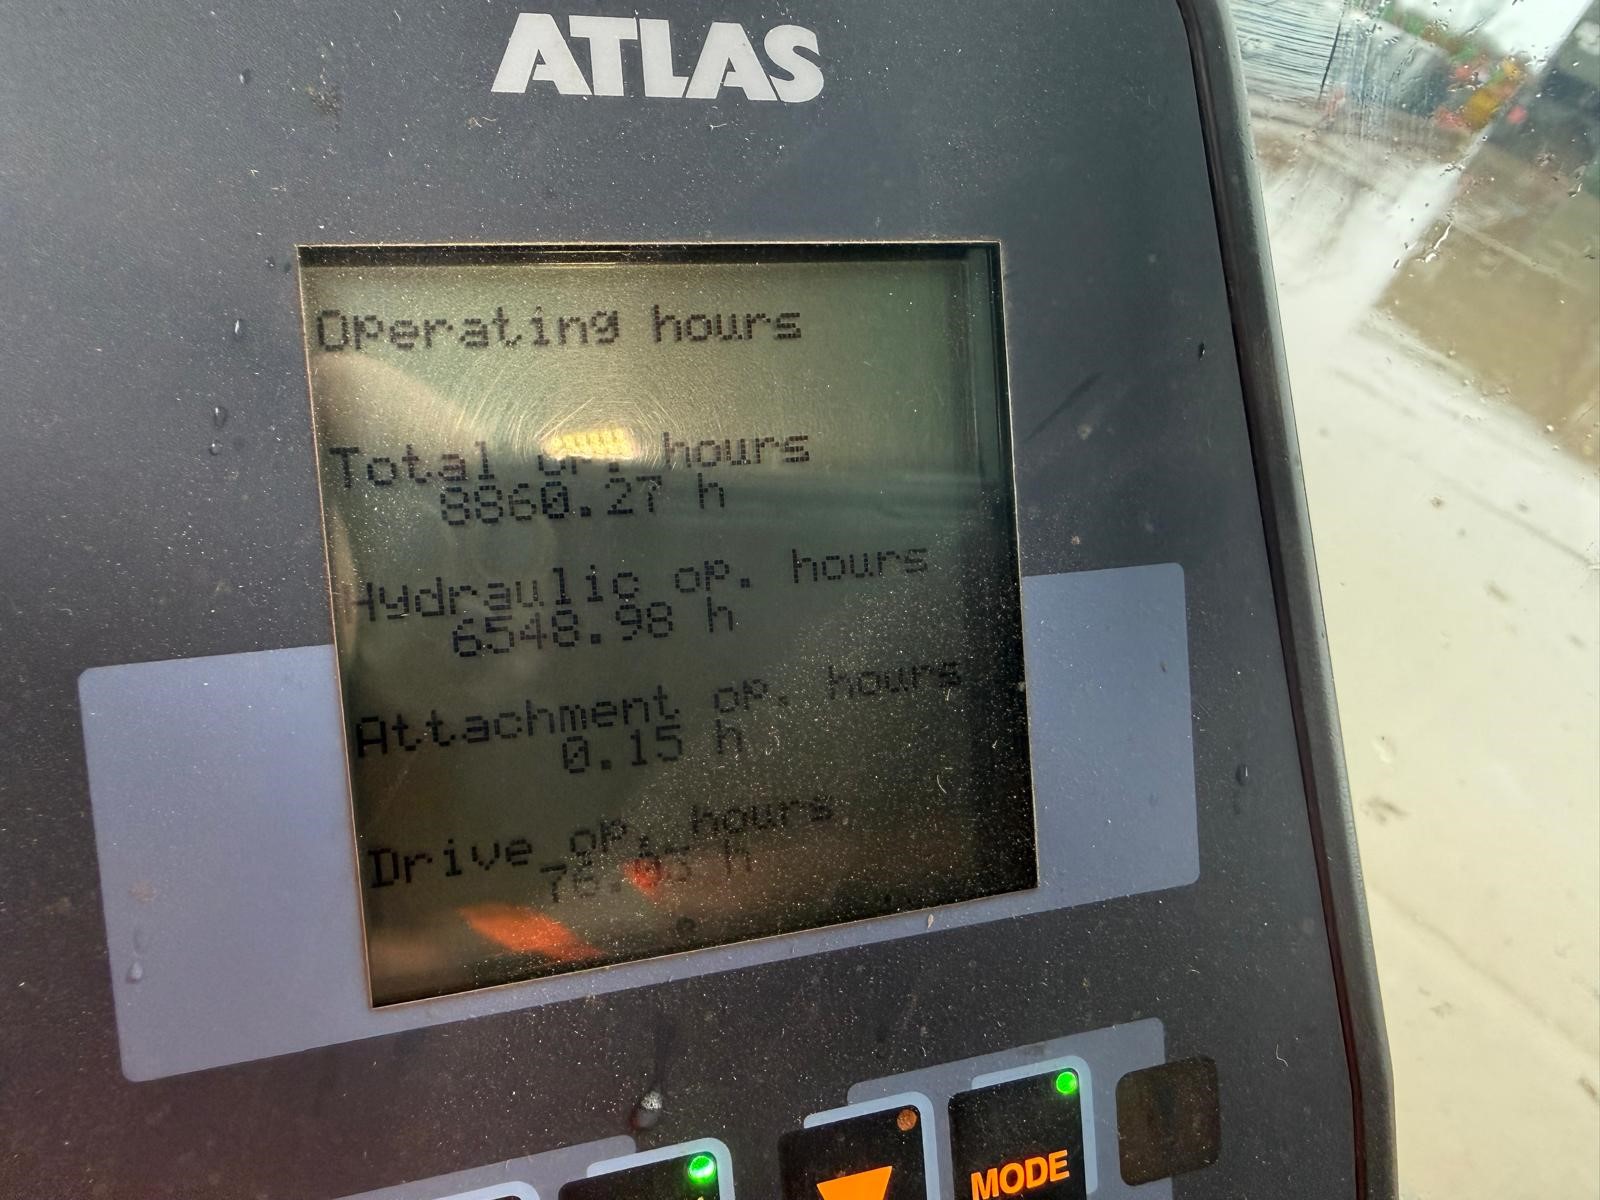 ATLAS
Operating hours
Total op. hours
8860.27 h
Hydraulic op. hours
6548.98 h
Attachment op. hours
0.15 h
Drive op. hours
h
MODE